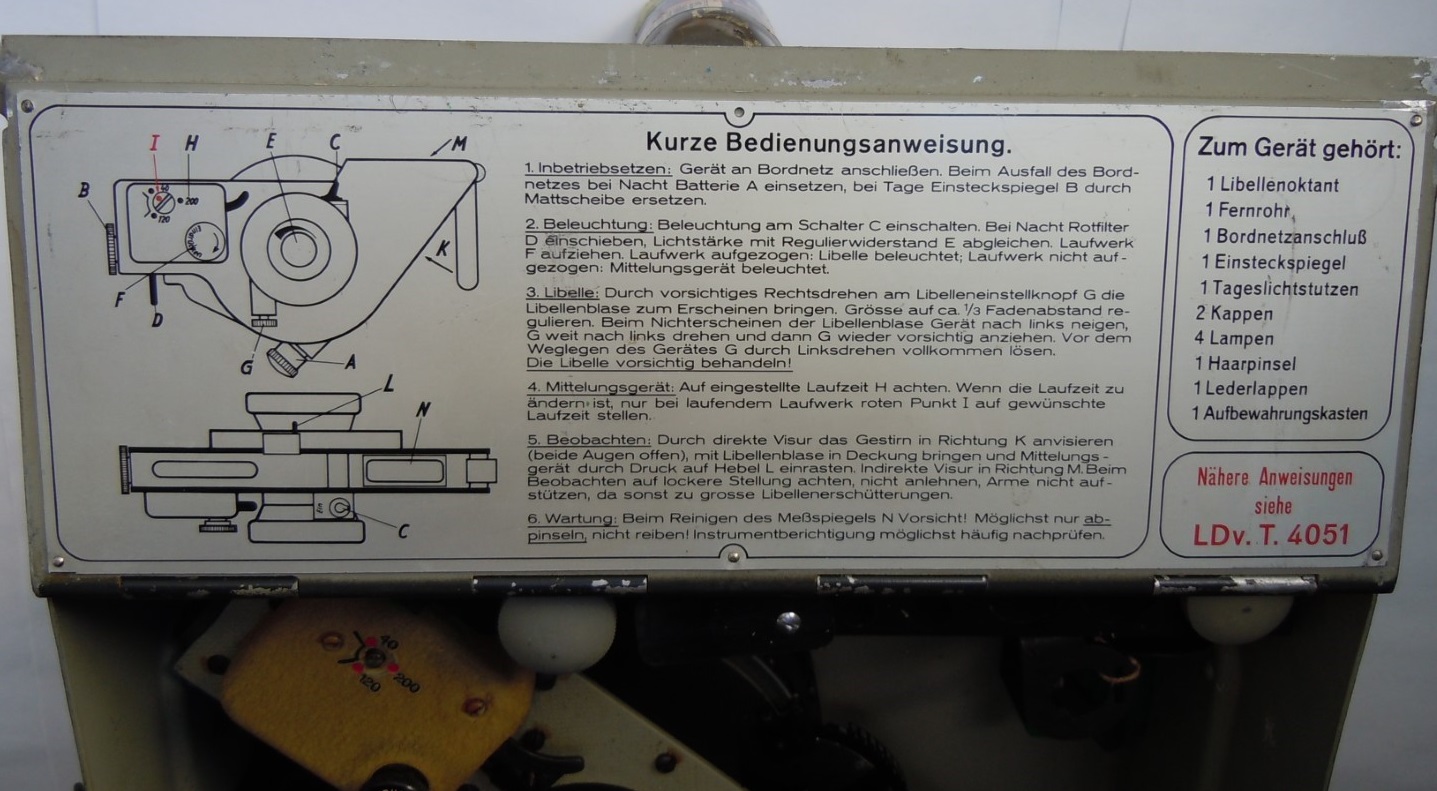 I
H
E
C
M
B
40
200
120
K
F
D
G
A
L
N
Ein
C
Kurze Bedienungsanweisung.
1. Inbetriebsetzen: Gerät an Bordnetz anschließen. Beim Ausfall des Bord-
netzes bei Nacht Batterie A einsetzen, bei Tage Einsteckspiegel B durch
Mattscheibe ersetzen.
2. Beleuchtung: Beleuchtung am Schalter C einschalten. Bei Nacht Rotfilter
D einschieben, Lichtstärke mit Regulierwiderstand E abgleichen. Laufwerk
F aufziehen. Laufwerk aufgezogen: Libelle beleuchtet; Laufwerk nicht auf-
gezogen: Mittelungsgerät beleuchtet.
3. Libelle: Durch vorsichtiges Rechtsdrehen am Libelleneinstellknopf G die
Libellenblase zum Erscheinen bringen. Grösse auf ca. 1/3 Fadenabstand re-
gulieren. Beim Nichterscheinen der Libellenblase Gerät nach links neigen,
G weit nach links drehen und dann G wieder vorsichtig anziehen. Vor dem
Weglegen des Gerätes G durch Linksdrehen vollkommen lösen.
Die Libelle vorsichtig behandeln!
4. Mittelungsgerät: Auf eingestellte Laufzeit H achten. Wenn die Laufzeit zu
ändern ist, nur bei laufendem Laufwerk roten Punkt I auf gewünschte
Laufzeit stellen.
5. Beobachten: Durch direkte Visur das Gestirn in Richtung K anvisieren
(beide Augen offen), mit Libellenblase in Deckung bringen und Mittelungs-
gerät durch Druck auf Hebel L einrasten. Indirekte Visur in Richtung M. Beim
Beobachten auf lockere Stellung achten, nicht anlehnen, Arme nicht auf-
stützen, da sonst zu grosse Libellenerschütterungen.
6. Wartung: Beim Reinigen des Meßspiegels N Vorsicht! Möglichst nur ab-
pinseln, nicht reiben! Instrumentberichtigung möglichst häufig nachprüfen.
Zum Gerät gehört:
1 Libellenoktant
1 Fernrohr
1 Bordnetzanschluß
1 Einsteckspiegel
1 Tageslichtstutzen
2 Kappen
4 Lampen
1 Haarpinsel
1 Lederlappen
1 Aufbewahrungskasten
Nähere Anweisungen
siehe
LDv. T. 4051
40
200
120